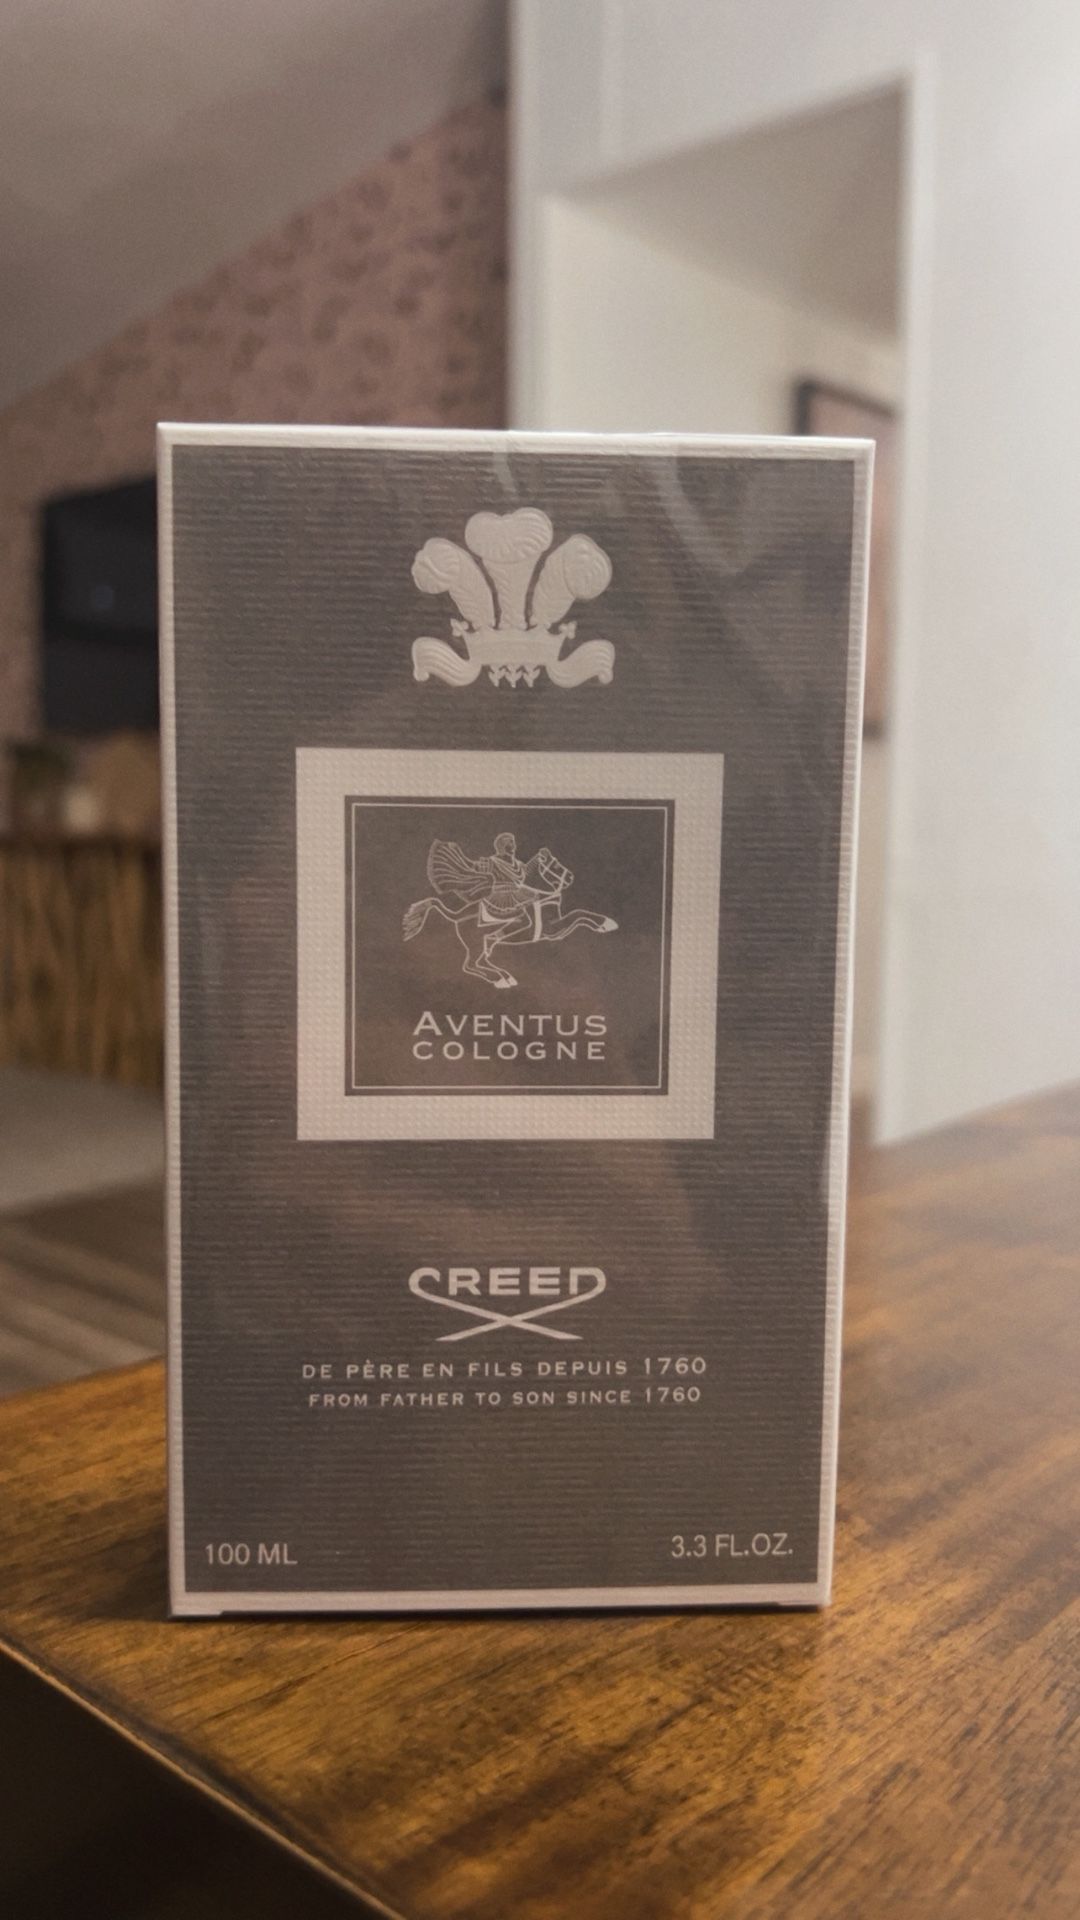 AVENTUS
COLOGNE
CREED
DE PÈRE EN FILS DEPUIS 1760
FROM FATHER TO SON SINCE 1760
100 ML
3.3 FL.OZ.